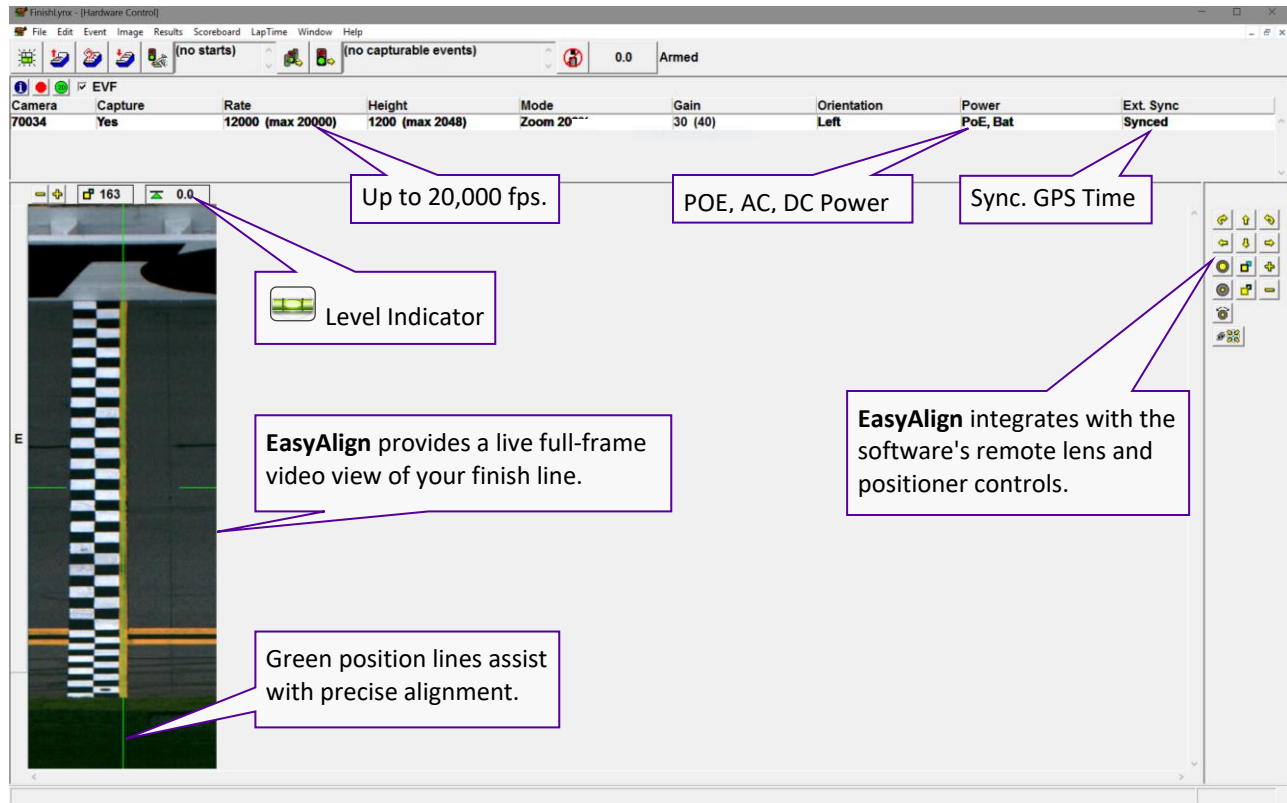 FinishLynx - [Hardware Control]
File Edit Event Image Results Scoreboard LapTime Window Help
(no starts) (no capturable events) 0.0 Armed
EVF
Camera Capture Rate Height Mode Gain Orientation Power Ext. Sync
70034 Yes 12000 (max 20000) 1200 (max 2048) Zoom 30 (40) Left PoE, Bat Synced
163 0.0
Up to 20,000 fps.
POE, AC, DC Power
Sync. GPS Time
Level Indicator
EasyAlign provides a live full-frame
video view of your finish line.
EasyAlign integrates with the
software's remote lens and
positioner controls.
E
Green position lines assist
with precise alignment.